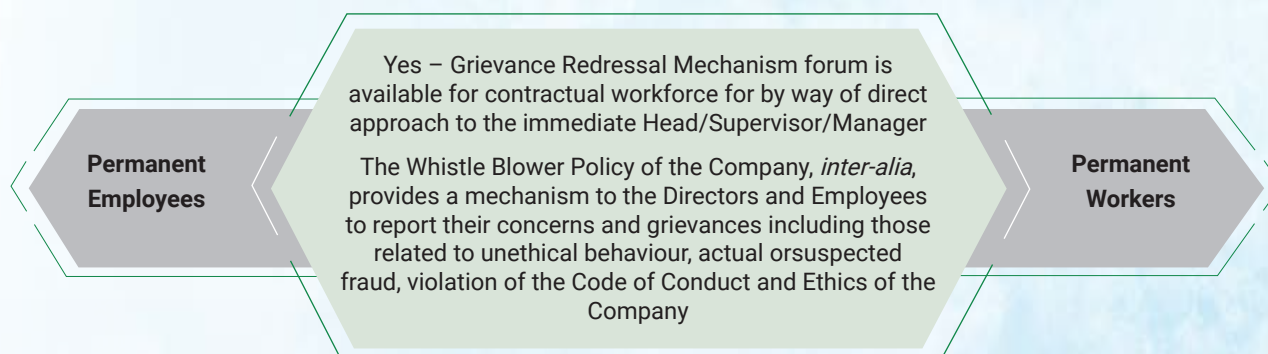 Permanent
Employees
Yes – Grievance Redressal Mechanism forum is
available for contractual workforce for by way of direct
approach to the immediate Head/Supervisor/Manager
The Whistle Blower Policy of the Company, inter-alia,
provides a mechanism to the Directors and Employees
to report their concerns and grievances including those
related to unethical behaviour, actual orsuspected
fraud, violation of the Code of Conduct and Ethics of the
Company
Permanent
Workers